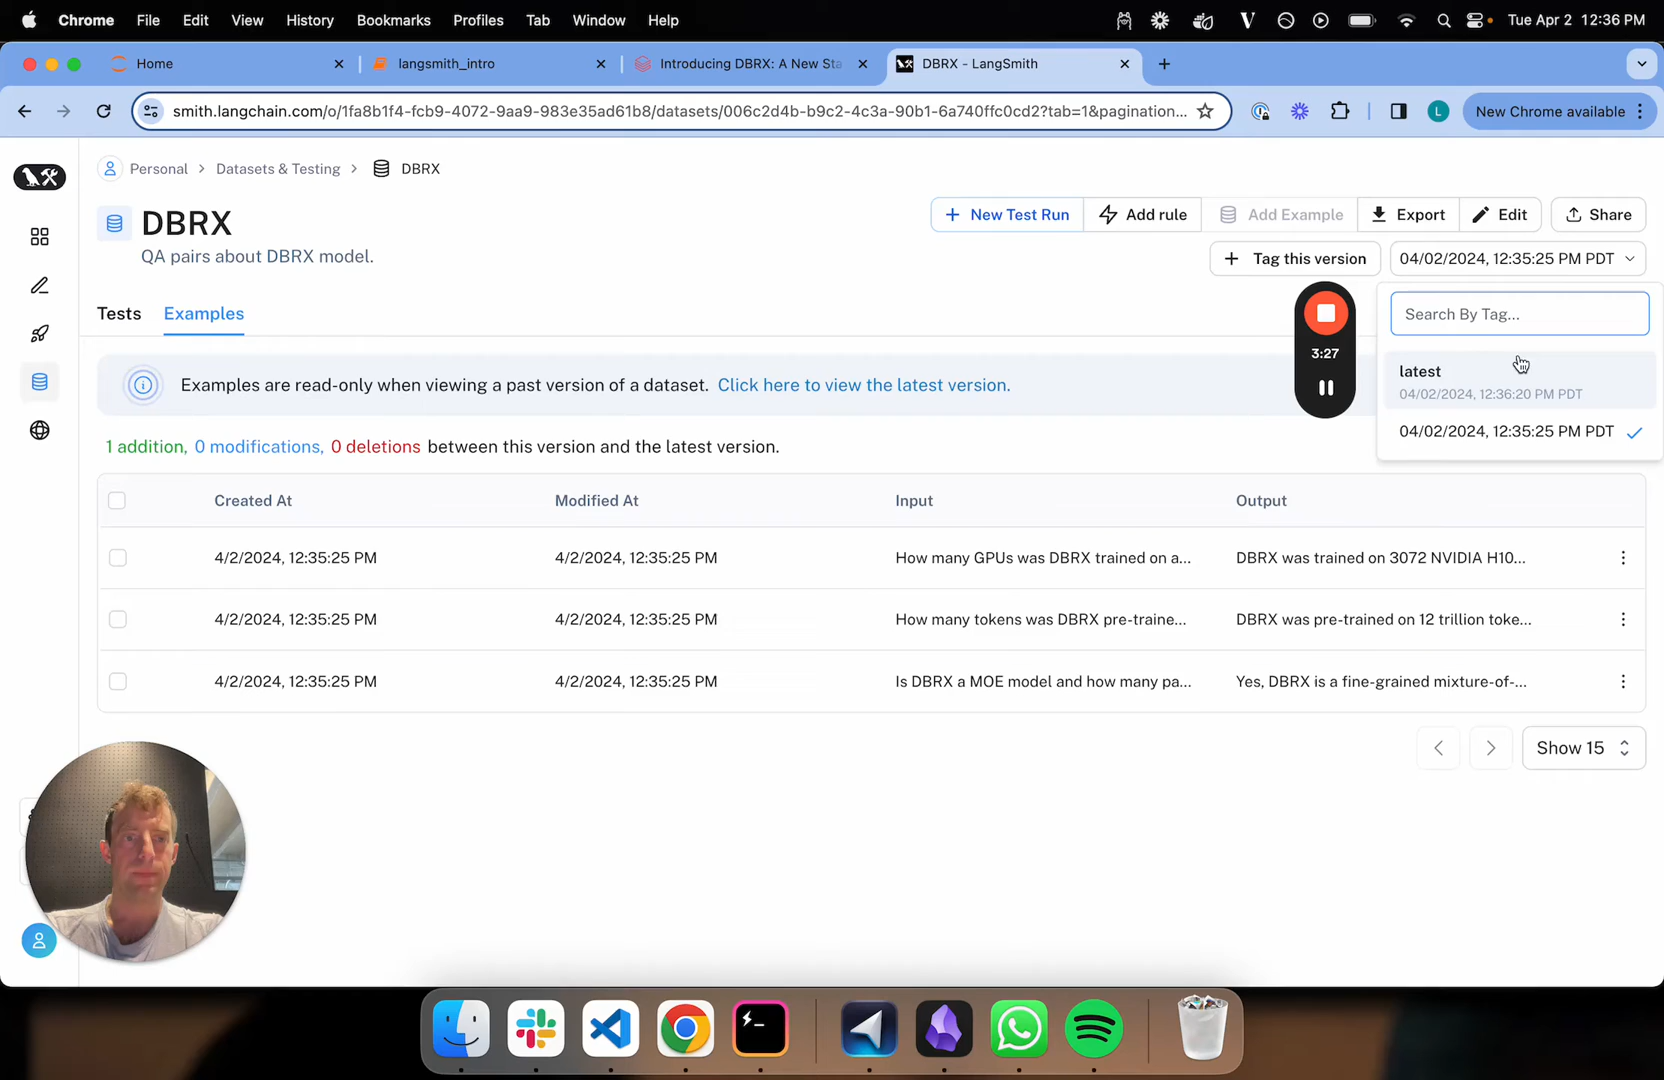 Chrome File Edit View History Bookmarks Profiles Tab Window Help Tue Apr 2 12:36 PM
Home langsmith_intro Introducing DBRX: A New Sta DBRX - LangSmith
smith.langchain.com/o/1fa8b1f4-fcb9-4072-9aa9-983e35ad61b8/datasets/006c2d4b-b9c2-4c3a-90b1-6a740ffc0cd2?tab=1&pagination... L New Chrome available
Personal > Datasets & Testing > DBRX
DBRX
QA pairs about DBRX model.
+ New Test Run Add rule Add Example Export Edit Share
+ Tag this version 04/02/2024, 12:35:25 PM PDT
Tests Examples
Search By Tag...
latest
04/02/2024, 12:36:20 PM PDT
04/02/2024, 12:35:25 PM PDT
3:27
Examples are read-only when viewing a past version of a dataset. Click here to view the latest version.
1 addition, 0 modifications, 0 deletions between this version and the latest version.
Created At Modified At Input Output
4/2/2024, 12:35:25 PM 4/2/2024, 12:35:25 PM How many GPUs was DBRX trained on a... DBRX was trained on 3072 NVIDIA H10...
4/2/2024, 12:35:25 PM 4/2/2024, 12:35:25 PM How many tokens was DBRX pre-traine... DBRX was pre-trained on 12 trillion toke...
4/2/2024, 12:35:25 PM 4/2/2024, 12:35:25 PM Is DBRX a MOE model and how many pa... Yes, DBRX is a fine-grained mixture-of-...
Show 15